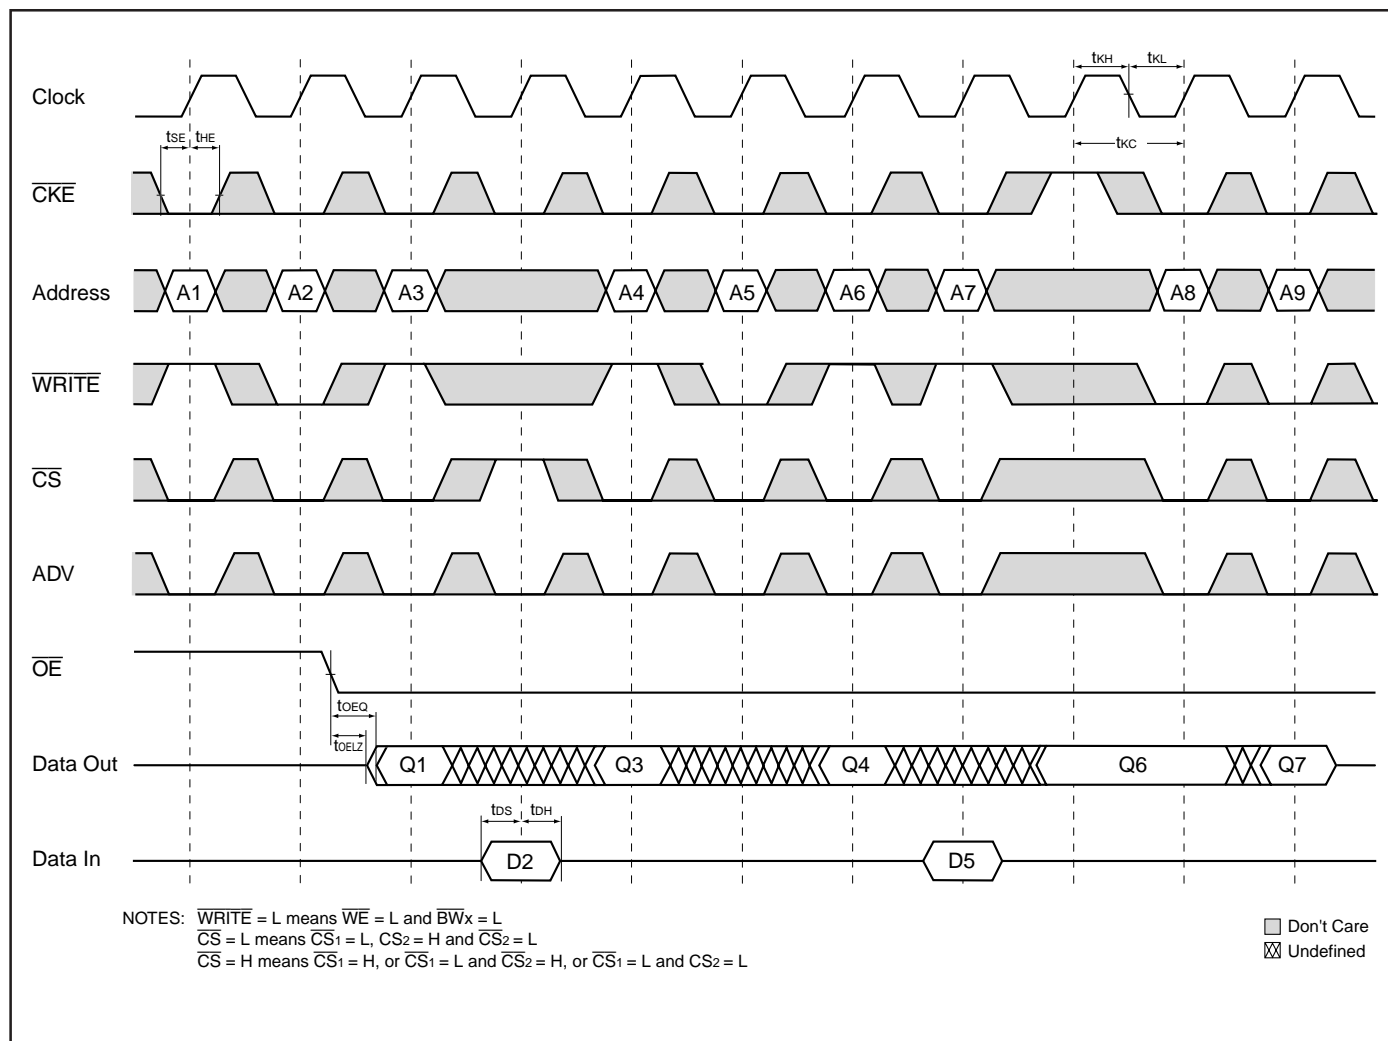 Clock
tKH tKL
tSE tHE
tKC
CKE
Address A1 A2 A3 A4 A5 A6 A7 A8 A9
WRITE
CS
ADV
OE
tOEQ
tOELZ
Data Out Q1 Q3 Q4 Q6 Q7
tDS tDH
Data In D2 D5
NOTES: WRITE = L means WE = L and BWx = L
CS = L means CS1 = L, CS2 = H and CS2 = L
CS = H means CS1 = H, or CS1 = L and CS2 = H, or CS1 = L and CS2 = L
Don't Care
Undefined